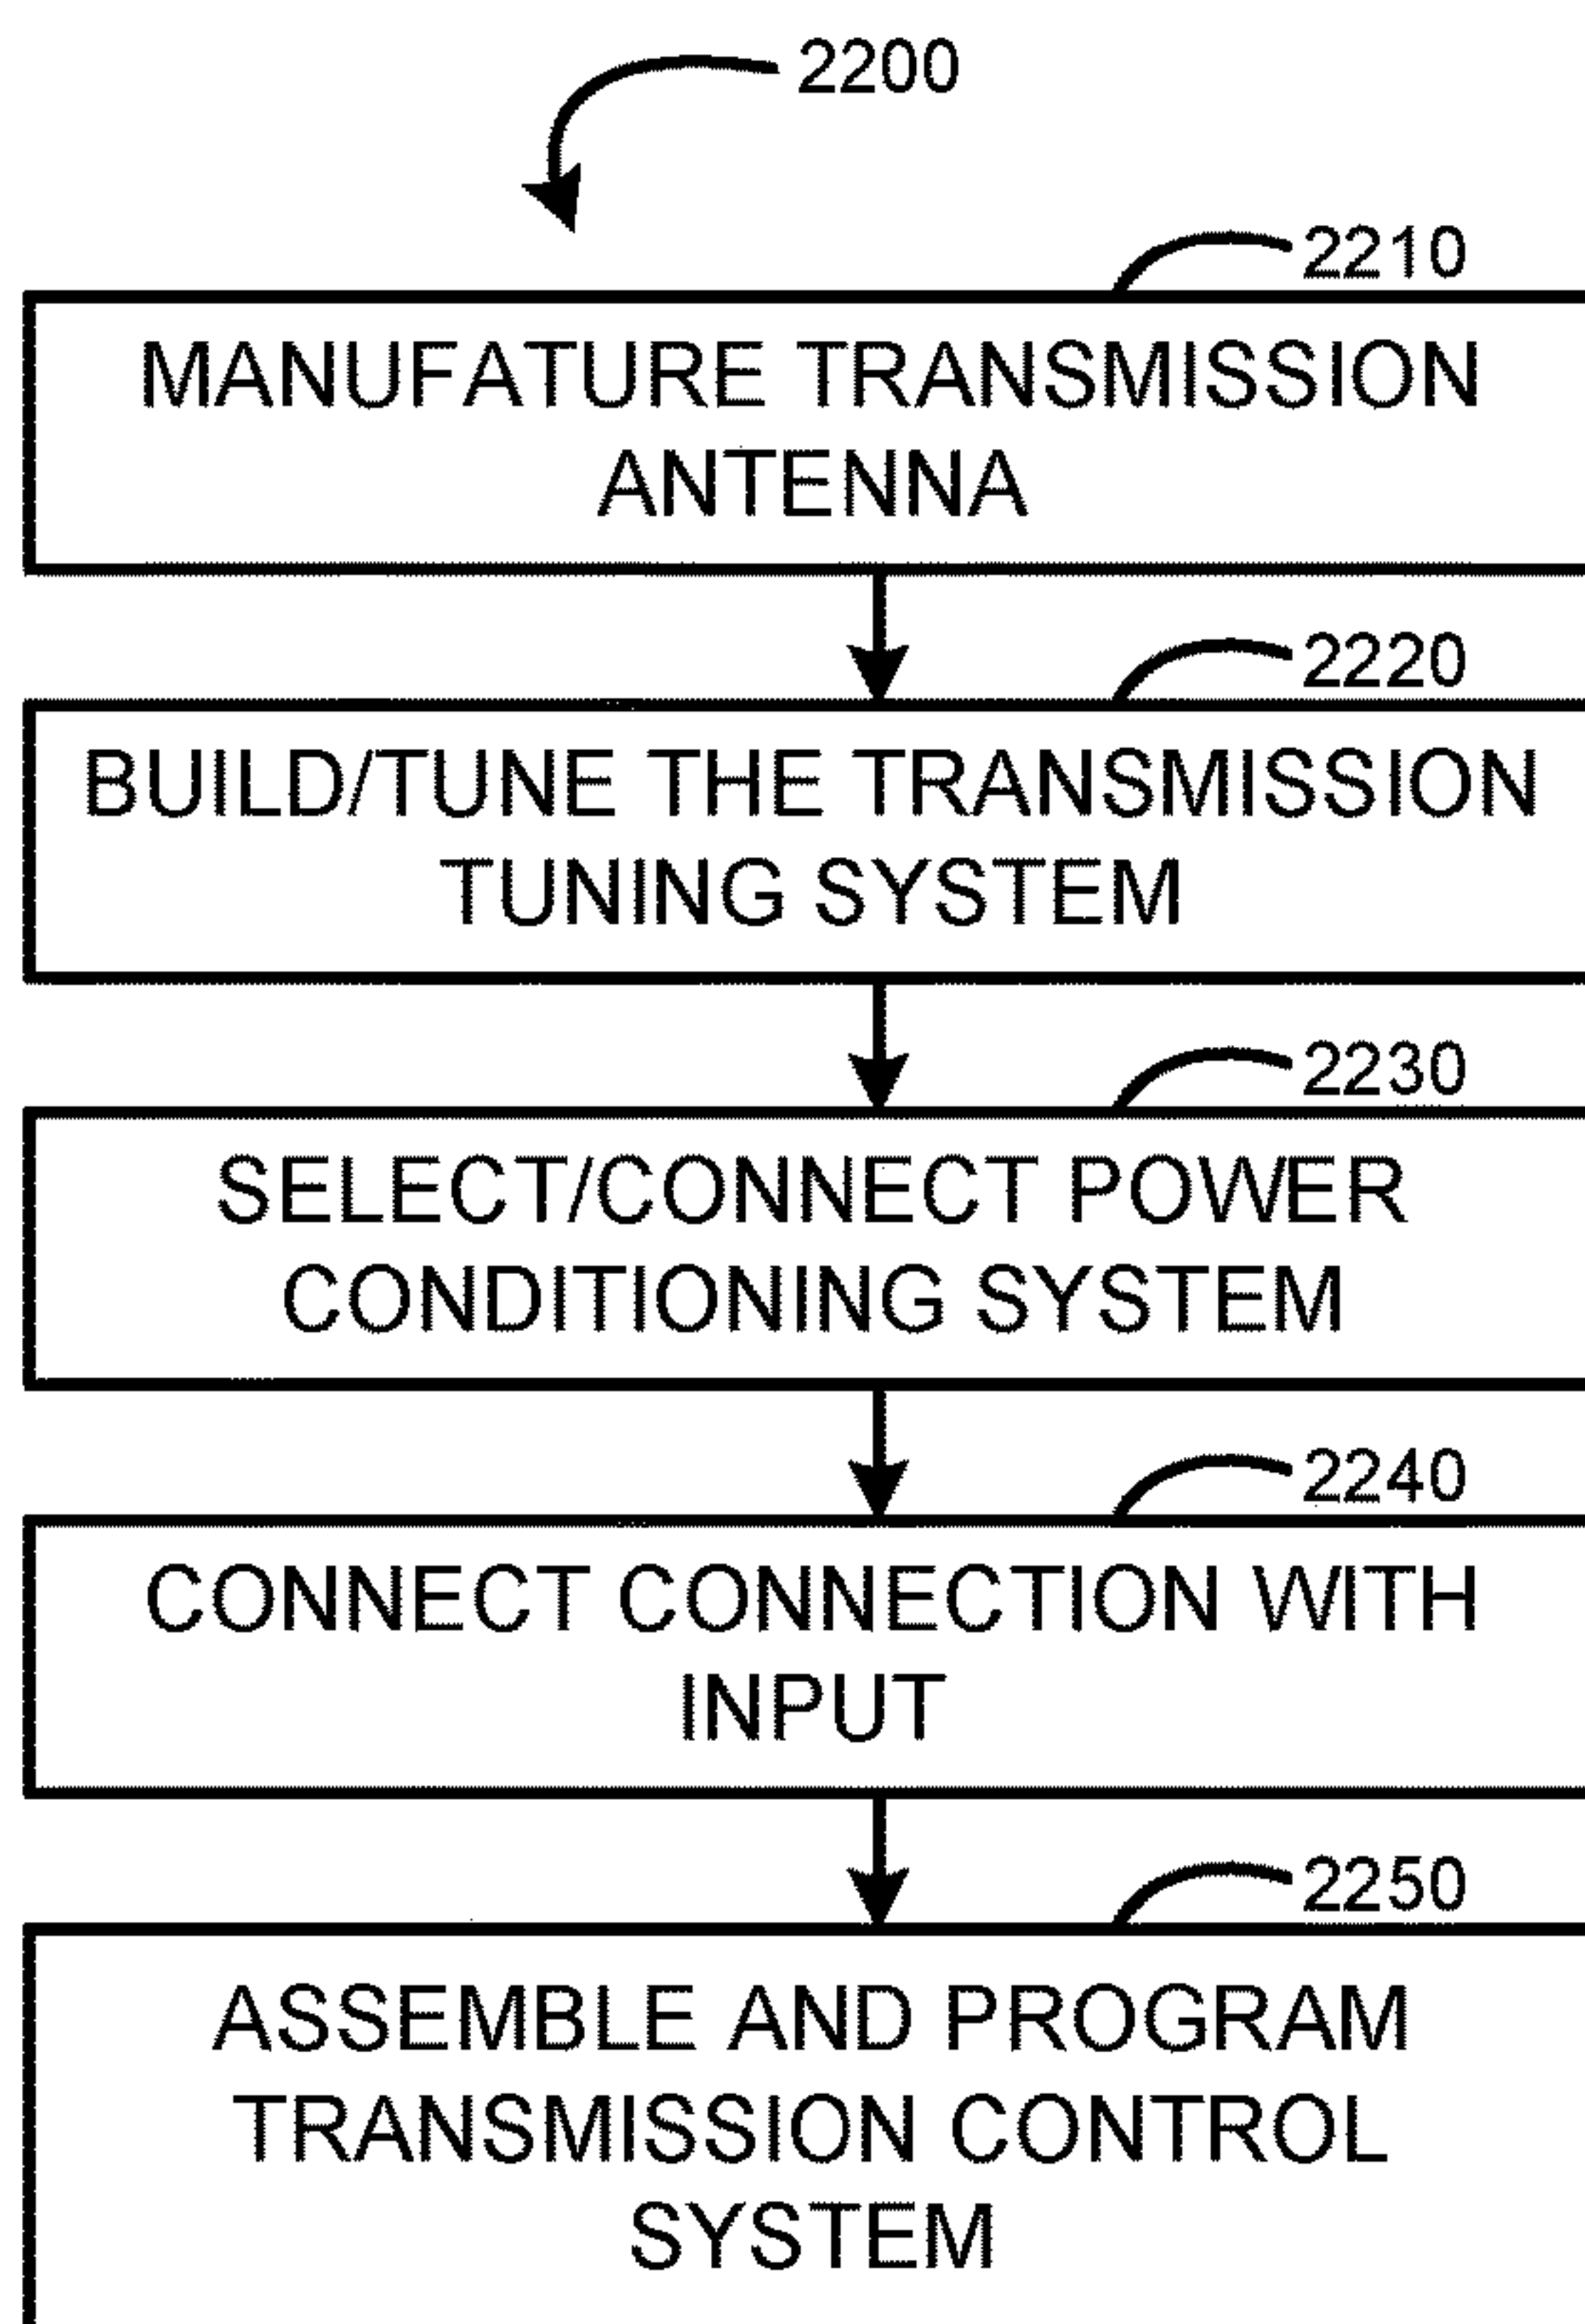 2200
2210
MANUFATURE TRANSMISSION
ANTENNA
2220
BUILD/TUNE THE TRANSMISSION
TUNING SYSTEM
2230
SELECT/CONNECT POWER
CONDITIONING SYSTEM
2240
CONNECT CONNECTION WITH
INPUT
2250
ASSEMBLE AND PROGRAM
TRANSMISSION CONTROL
SYSTEM